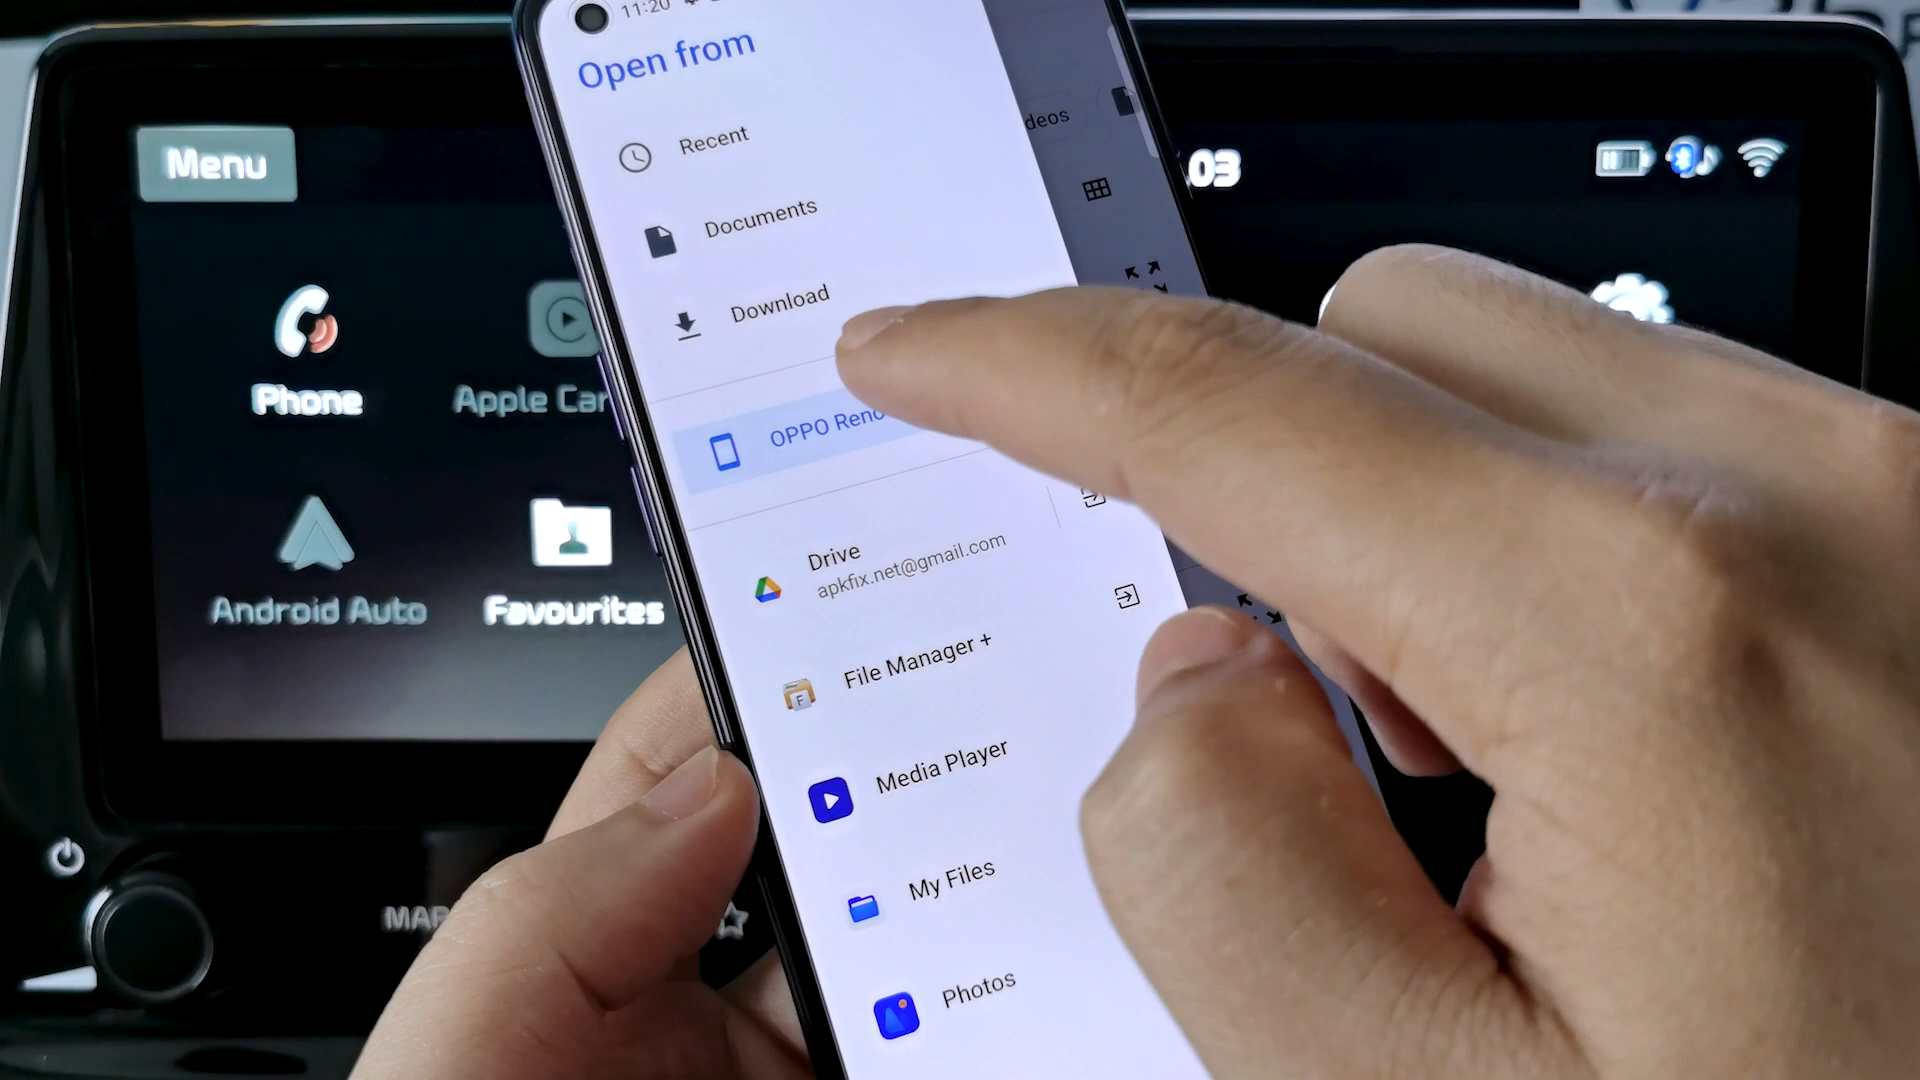 11:20
Open from
Recent
Documents
Download
OPPO Reno
Drive
apkfix.net@gmail.com
File Manager +
Media Player
My Files
Photos
deos
Menu
:03
Phone
Apple Car
Android Auto
Favourites
MAP